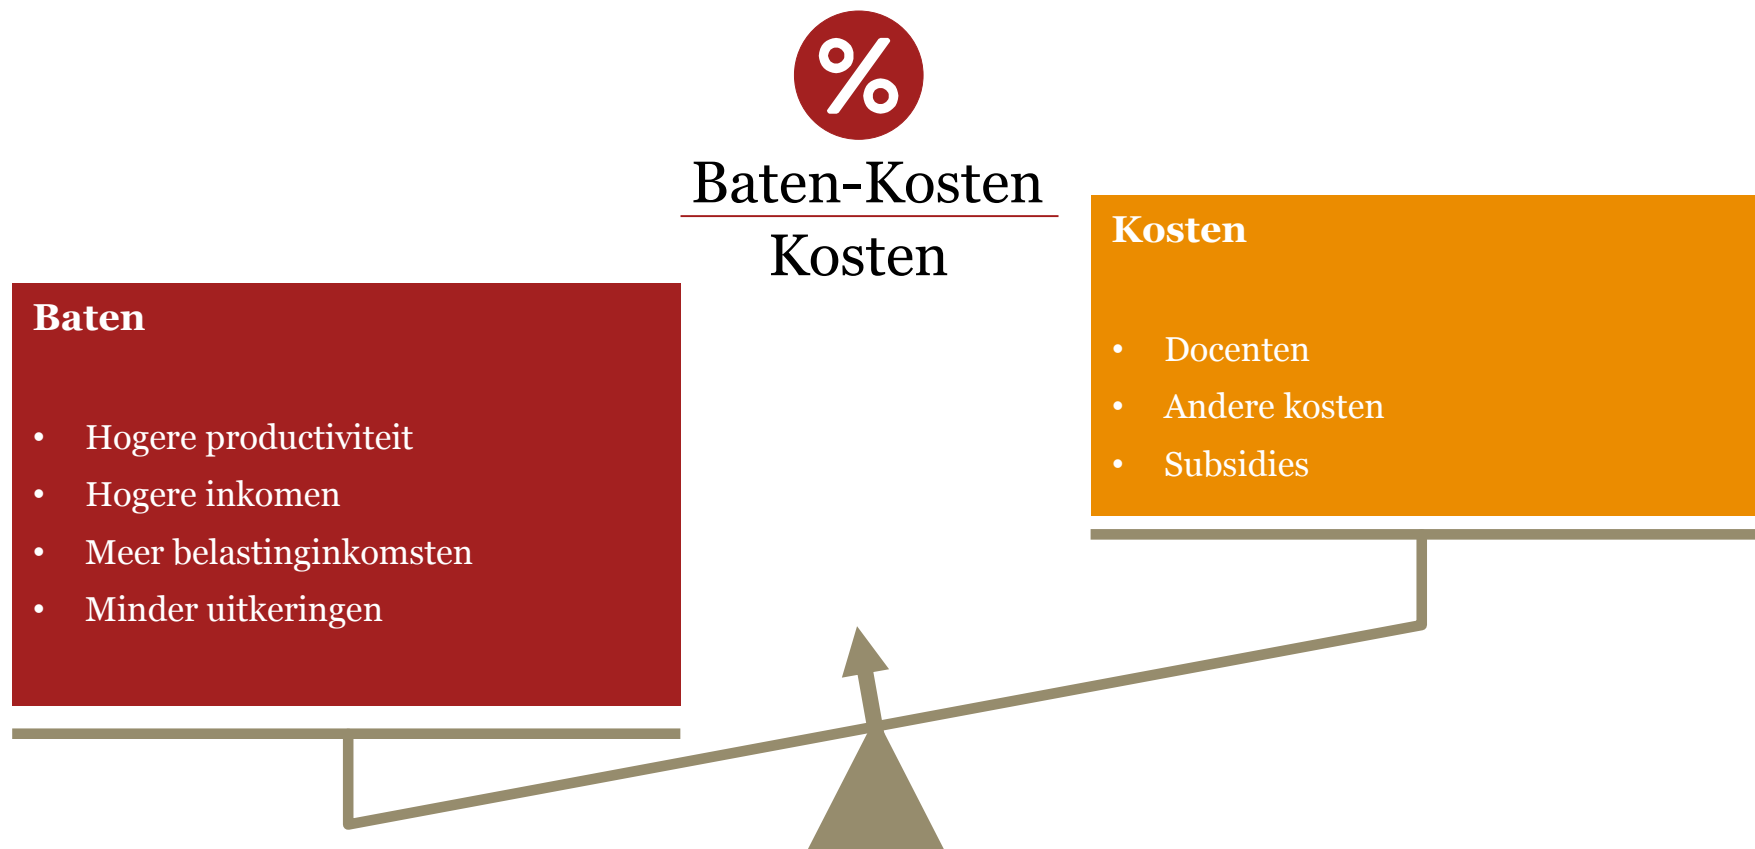 %
Baten-Kosten
Kosten
Baten
• Hogere productiviteit
• Hogere inkomen
• Meer belastinginkomsten
• Minder uitkeringen
Kosten
• Docenten
• Andere kosten
• Subsidies